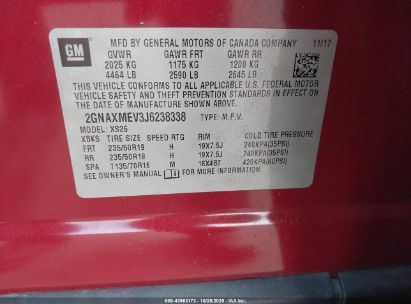 GM
MFD BY GENERAL MOTORS OF CANADA COMPANY 11/17
GVWR GAWR FRT GAWR RR
2025 KG 1175 KG 1200 KG
4464 LB 2590 LB 2645 LB
THIS VEHICLE CONFORMS TO ALL APPLICABLE U.S. FEDERAL MOTOR
VEHICLE SAFETY AND THEFT PREVENTION STANDARDS IN EFFECT
ON THE DATE OF MANUFACTURE SHOWN ABOVE.
2GNAXMEV3J6238338 TYPE: M.P.V.
XS26
XBKS TIRE SIZE SPEED RTG RIM COLD TIRE PRESSURE
FRT 235/50R19 H 19X7.5J 240KPA(35PSI)
RR 235/50R19 H 19X7.5J 240KPA(35PSI)
SPA T135/70R16 M 16X4BT 420KPA(60PSI)
SEE OWNER'S MANUAL FOR ADDITIONAL INFORMATION.